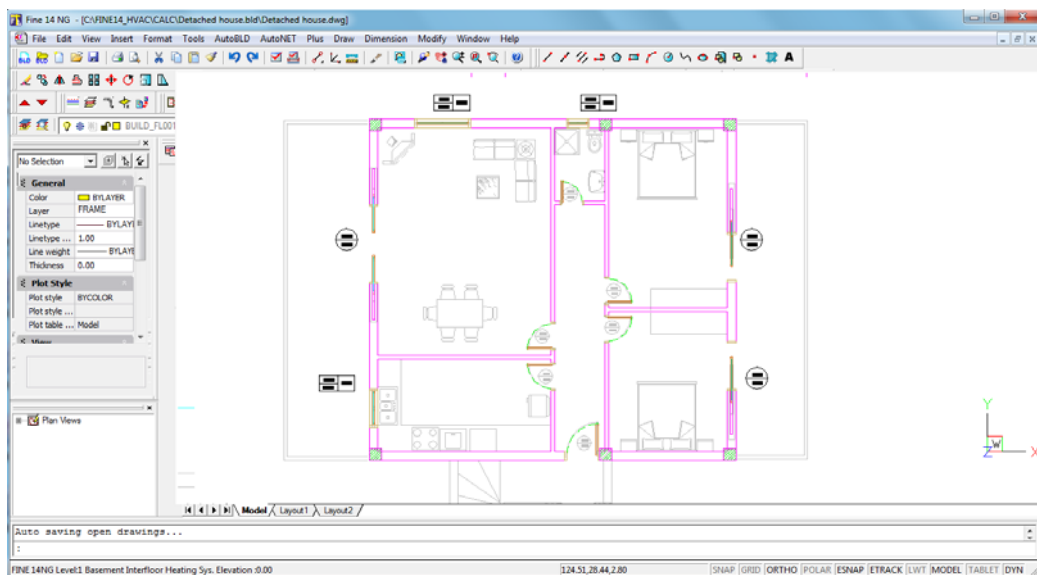 Fine 14 NG - [C:\FINE14_HVAC\CALC\Detached house.bld\Detached house.dwg]
File Edit View Insert Format Tools AutoBLD AutoNET Plus Draw Dimension Modify Window Help
BUILD_FL001
No Selection
General
Color BYLAYER
Layer FRAME
Linetype BYLAY
Linetype ... 1.00
Line weight BYLAYE
Thickness 0.00
Plot Style
Plot style BYCOLOR
Plot style ...
Plot table ... Model
View
Plan Views
Y
W
Z X
Model Layout1 Layout2
Auto saving open drawings...
:
FINE 14NG Level:1 Basement Interfloor Heating Sys. Elevation :0.00 124.51,28.44,2.80 SNAP GRID ORTHO POLAR ESNAP ETRACK LWT MODEL TABLET DYN